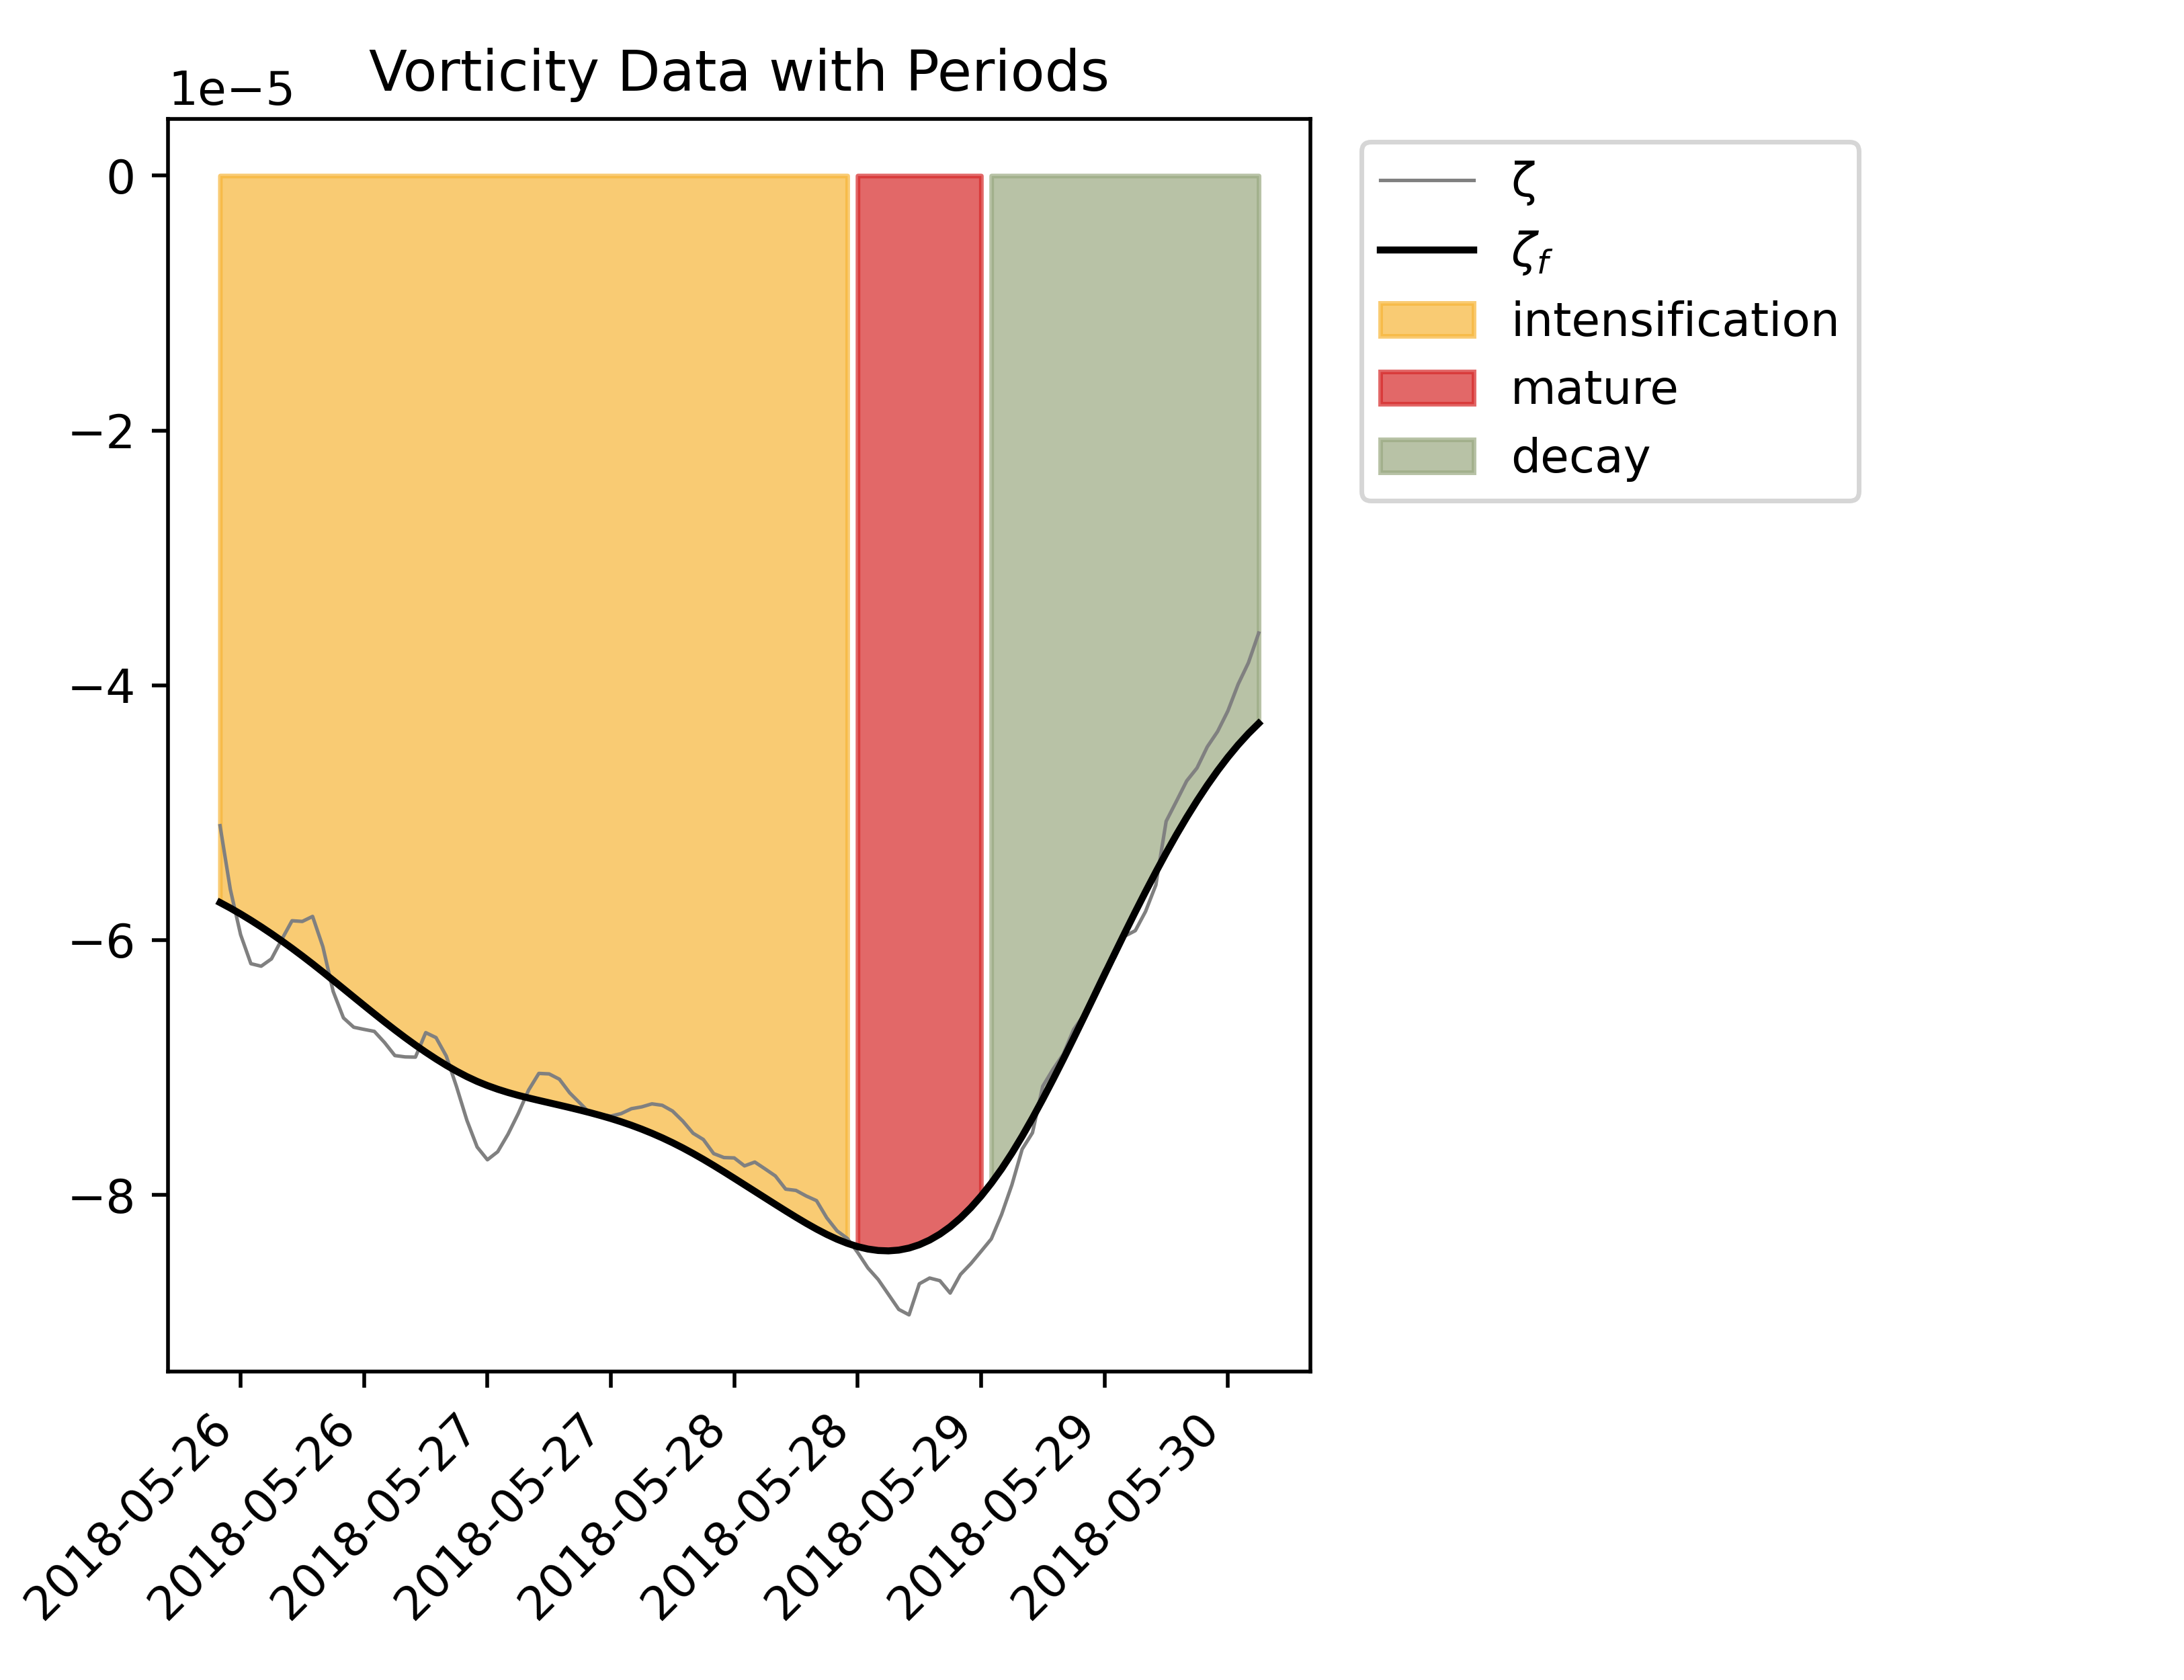 Vorticity Data with Periods
1e−5
0
−2
−4
−6
−8
2018-05-26
2018-05-26
2018-05-27
2018-05-27
2018-05-28
2018-05-28
2018-05-29
2018-05-29
2018-05-30
ζ
ζf
intensification
mature
decay